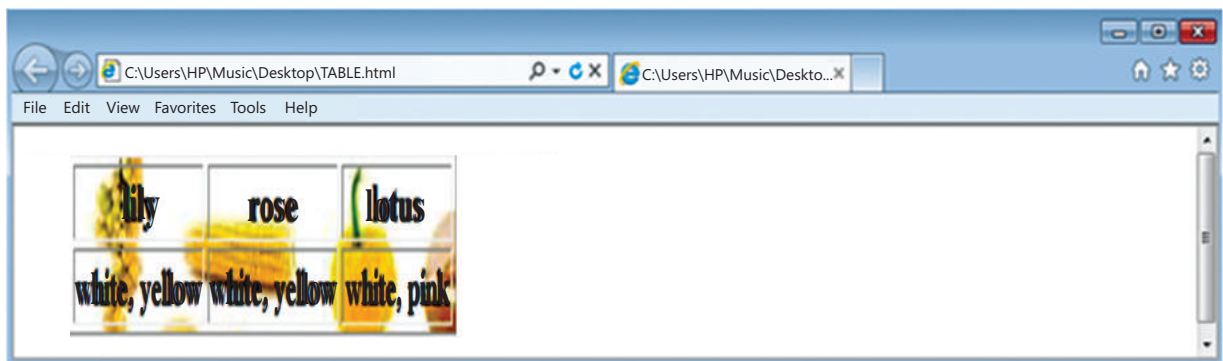 C:\Users\HP\Music\Desktop\TABLE.html
C:\Users\HP\Music\Deskto...
File Edit View Favorites Tools Help
lily rose lotus
white, yellow white, yellow white, pink